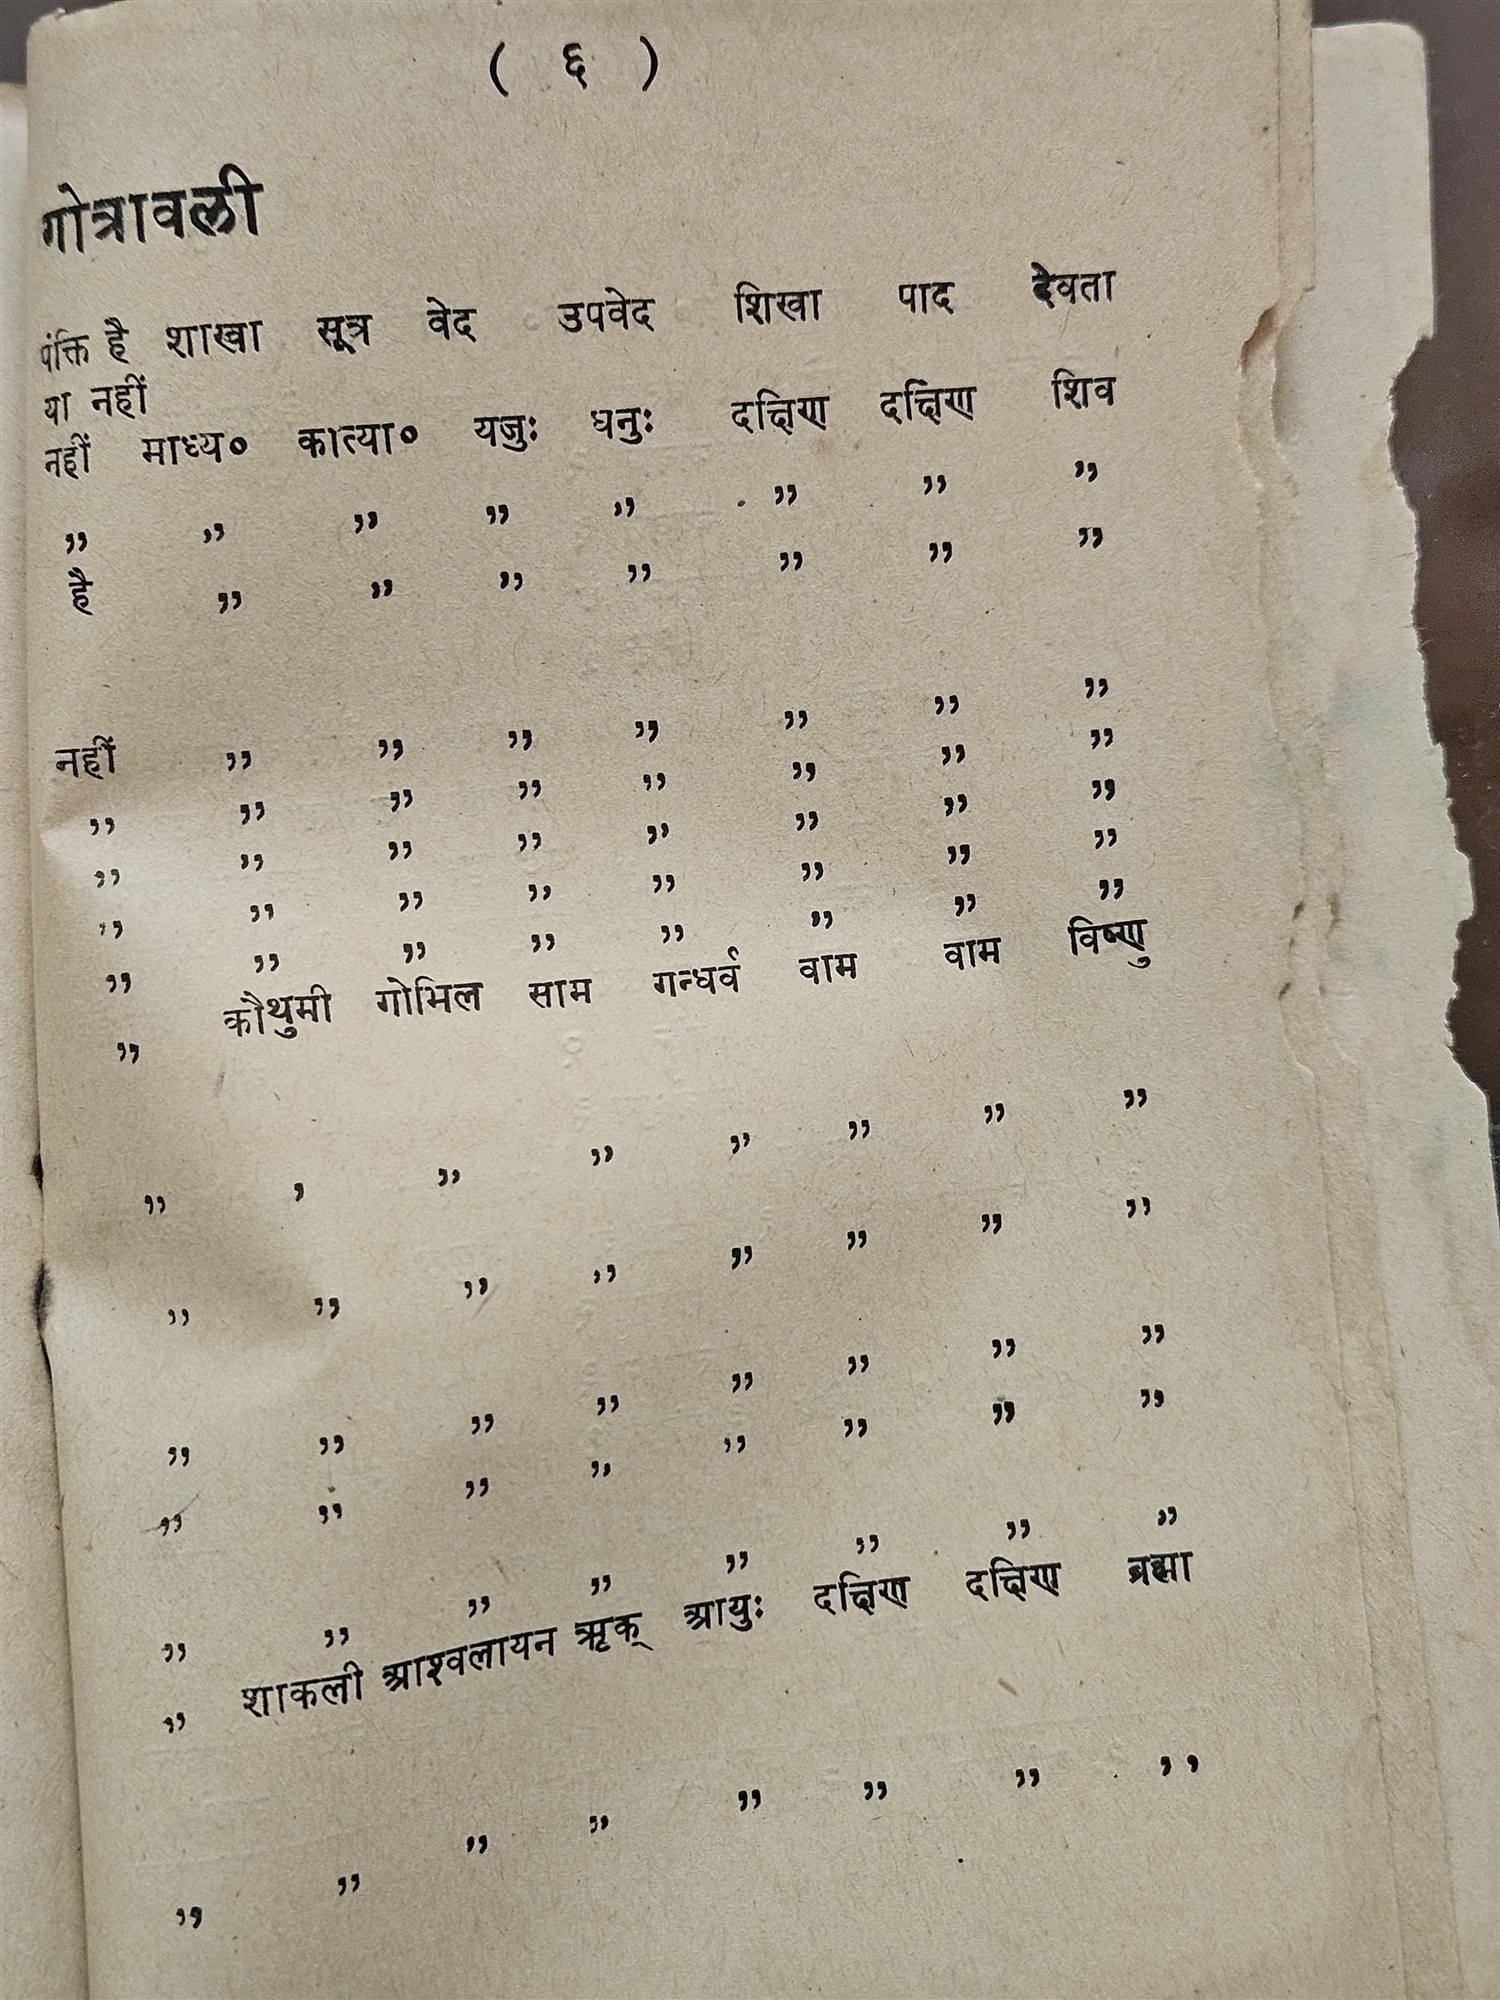 ( ६ )
गोत्रावली
पंक्ति है शाखा सूत्र वेद उपवेद शिखा पाद देवता
या नहीं
नहीं माध्य० कात्या० यजुः धनुः दक्षिण दक्षिण शिव
,, ,, ,, ,, ,, ,, ,, ,,
है ,, ,, ,, ,, ,, ,, ,,
नहीं ,, ,, ,, ,, ,, ,, ,,
,, ,, ,, ,, ,, ,, ,, ,,
,, ,, ,, ,, ,, ,, ,, ,,
,, ,, ,, ,, ,, ,, ,, ,,
,, ,, ,, ,, ,, ,, ,, ,,
,, कौथुमी गोभिल साम गन्धर्व वाम वाम विष्णु
,, , ,, ,, ,, ,, ,, ,,
,, ,, ,, ,, ,, ,, ,, ,,
,, ,, ,, ,, ,, ,, ,, ,,
,, ,, ,, ,, ,, ,, ,, ,,
,, ,, ,, ,, ,, ,, ,, ,,
,, शाकली आश्वलायन ऋक् आयुः दक्षिण दक्षिण ब्रह्मा
,, ,, ,, ,, ,, ,, ,, ,,